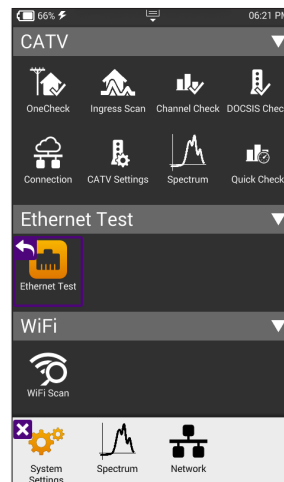 66% 06:21 PM
CATV
OneCheck Ingress Scan Channel Check DOCSIS Check
Connection CATV Settings Spectrum Quick Check
Ethernet Test
Ethernet Test
WiFi
WiFi Scan
System Spectrum Network
Settings